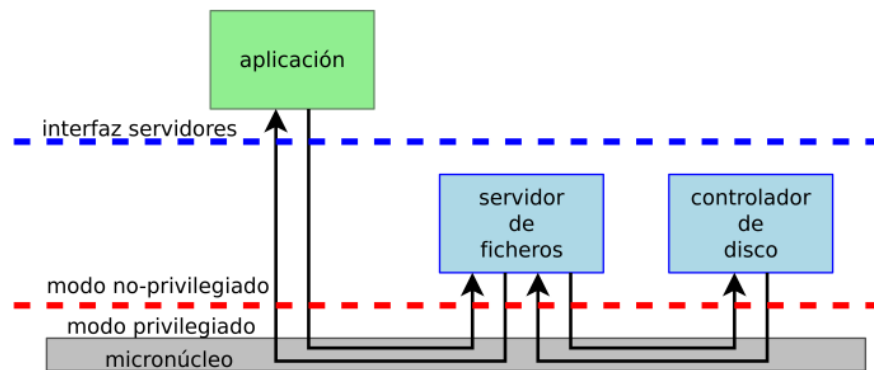 aplicación
interfaz servidores
servidor
de
ficheros
controlador
de
disco
modo no-privilegiado
modo privilegiado
micronúcleo